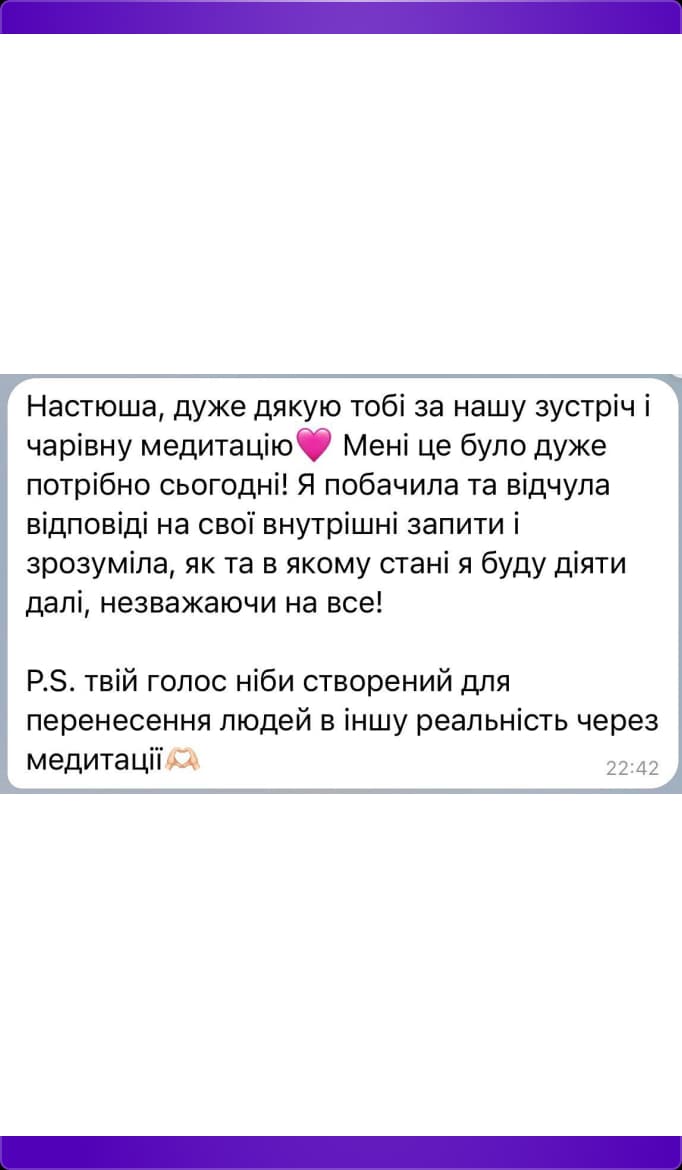 Настюша, дуже дякую тобі за нашу зустріч і
чарівну медитацію🩷 Мені це було дуже
потрібно сьогодні! Я побачила та відчула
відповіді на свої внутрішні запити і
зрозуміла, як та в якому стані я буду діяти
далі, незважаючи на все!
P.S. твій голос ніби створений для
перенесення людей в іншу реальність через
медитації🫶🏻
22:42